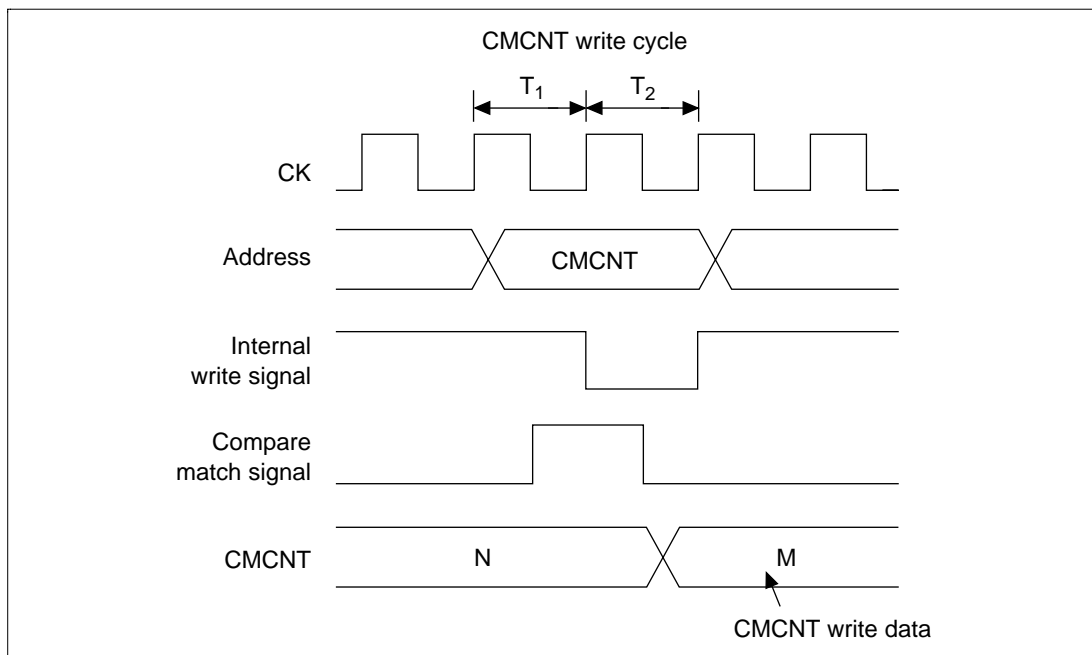 CMCNT write cycle
T1 T2
CK
Address CMCNT
Internal
write signal
Compare
match signal
CMCNT N M
CMCNT write data